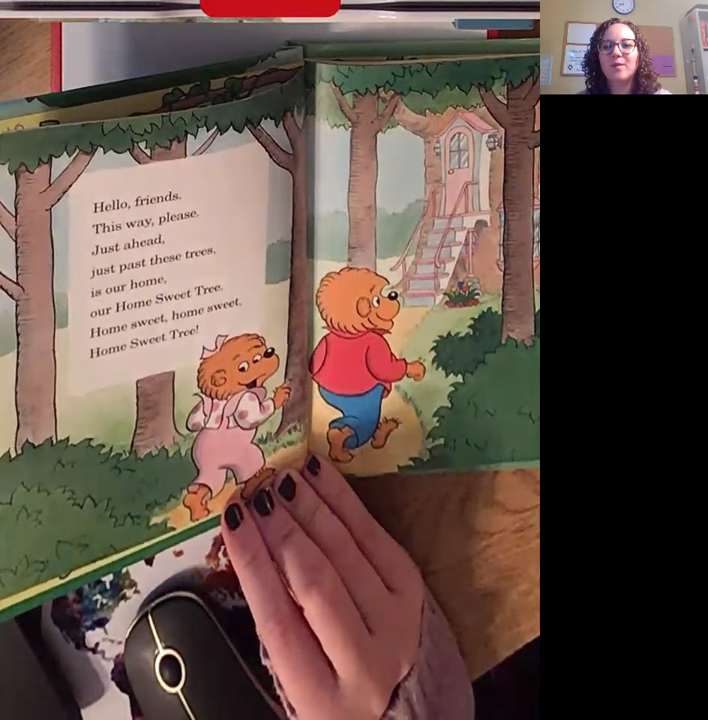 Hello, friends.
This way, please.
Just ahead,
just past these trees,
is our home,
our Home Sweet Tree.
Home sweet, home sweet,
Home Sweet Tree!